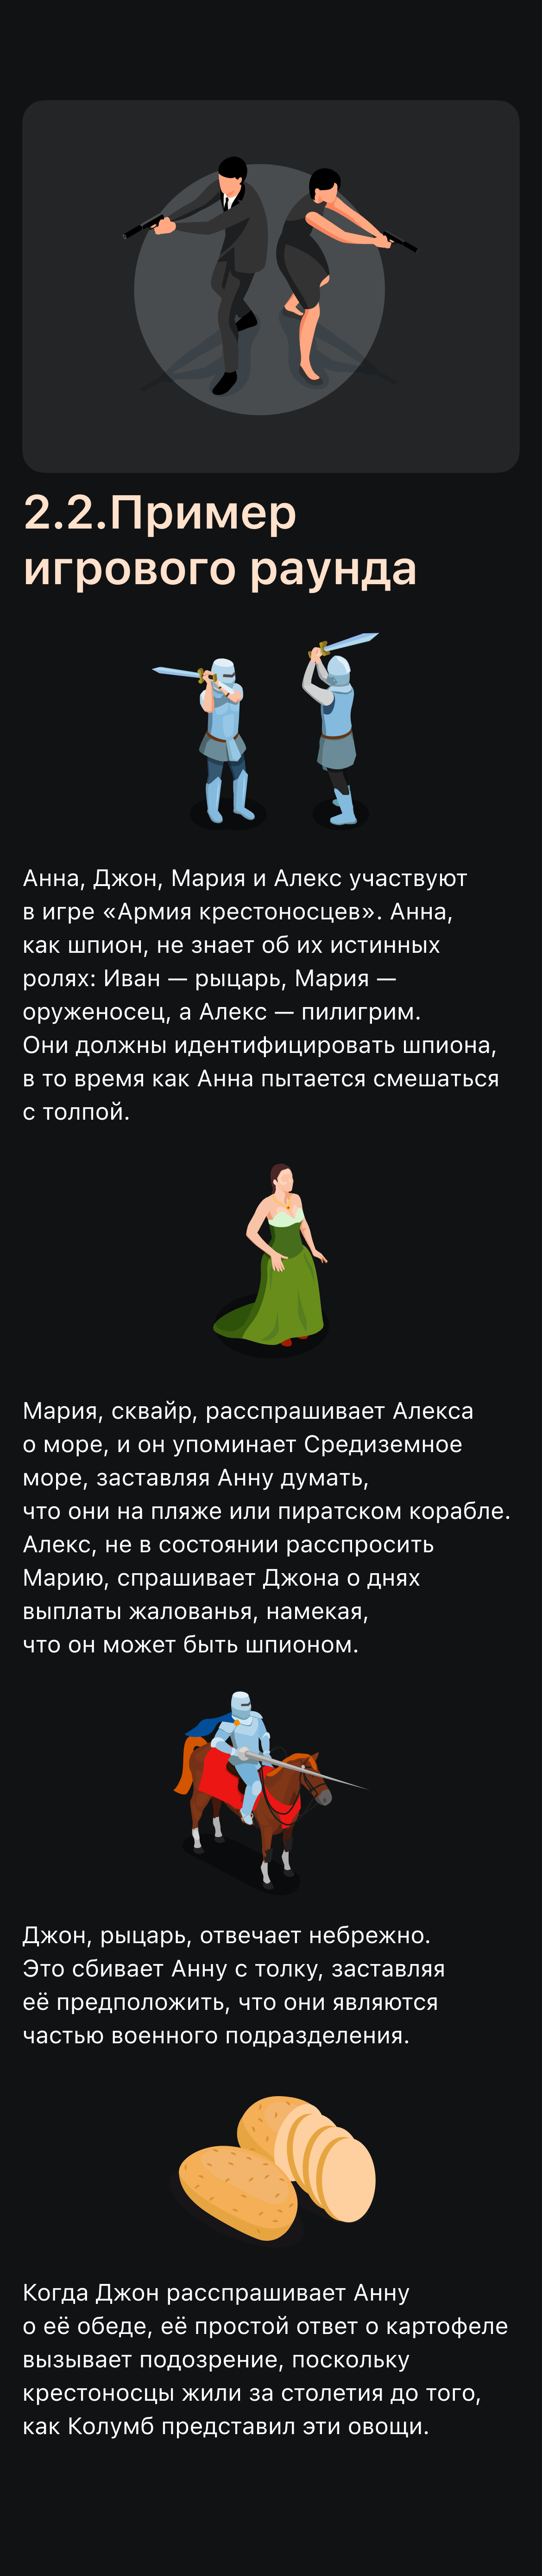 2.2.Пример
игрового раунда
Анна, Джон, Мария и Алекс участвуют
в игре «Армия крестоносцев». Анна,
как шпион, не знает об их истинных
ролях: Иван — рыцарь, Мария —
оруженосец, а Алекс — пилигрим.
Они должны идентифицировать шпиона,
в то время как Анна пытается смешаться
с толпой.
Мария, сквайр, расспрашивает Алекса
о море, и он упоминает Средиземное
море, заставляя Анну думать,
что они на пляже или пиратском корабле.
Алекс, не в состоянии расспросить
Марию, спрашивает Джона о днях
выплаты жалованья, намекая,
что он может быть шпионом.
Джон, рыцарь, отвечает небрежно.
Это сбивает Анну с толку, заставляя
её предположить, что они являются
частью военного подразделения.
Когда Джон расспрашивает Анну
о её обеде, её простой ответ о картофеле
вызывает подозрение, поскольку
крестоносцы жили за столетия до того,
как Колумб представил эти овощи.